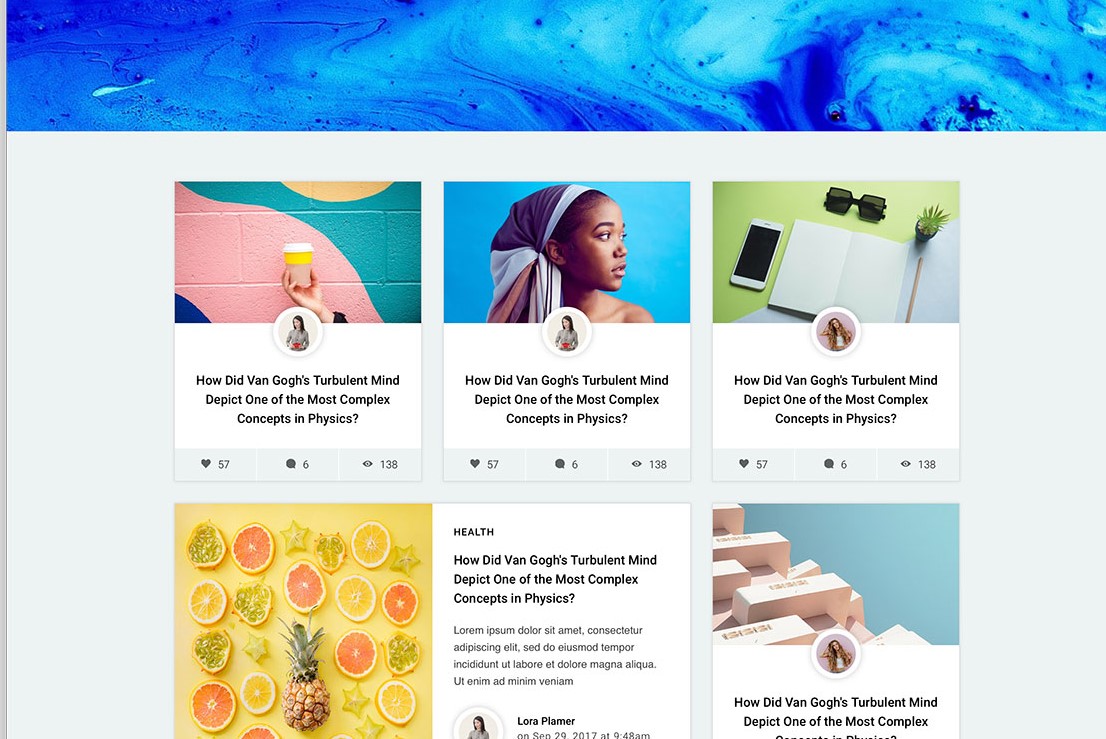 How Did Van Gogh's Turbulent Mind
Depict One of the Most Complex
Concepts in Physics?
57 6 138
How Did Van Gogh's Turbulent Mind
Depict One of the Most Complex
Concepts in Physics?
57 6 138
How Did Van Gogh's Turbulent Mind
Depict One of the Most Complex
Concepts in Physics?
57 6 138
HEALTH
How Did Van Gogh's Turbulent Mind
Depict One of the Most Complex
Concepts in Physics?
Lorem ipsum dolor sit amet, consectetur
adipiscing elit, sed do eiusmod tempor
incididunt ut labore et dolore magna aliqua.
Ut enim ad minim veniam
Lora Plamer
on Sep 29, 2017 at 9:48am
How Did Van Gogh's Turbulent Mind
Depict One of the Most Complex